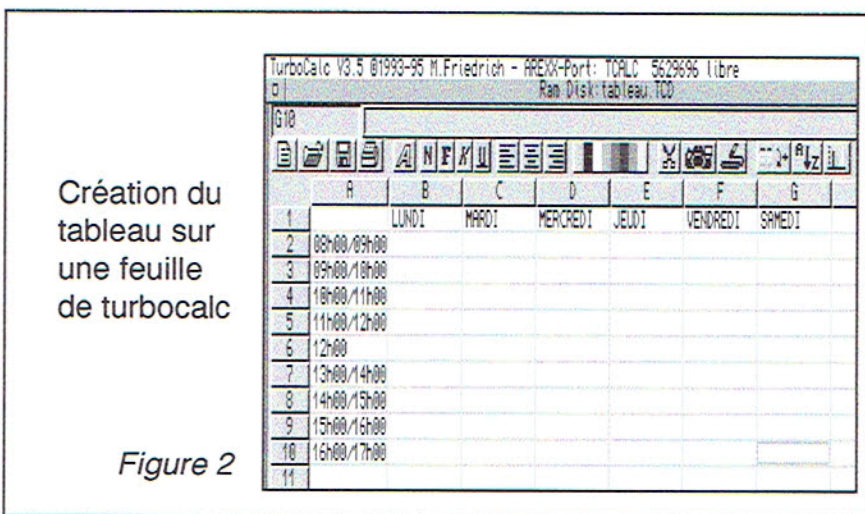 Création du
tableau sur
une feuille
de turbocalc
Figure 2
TurboCalc V3.5 @1993-95 M.Friedrich - AREXX-Port: TCALC 5629696 libre
Ram Disk:tableau.TCD
G10
A N F K U
A B C D E F G
1 LUNDI MARDI MERCREDI JEUDI VENDREDI SAMEDI
2 08h00/09h00
3 09h00/10h00
4 10h00/11h00
5 11h00/12h00
6 12h00
7 13h00/14h00
8 14h00/15h00
9 15h00/16h00
10 16h00/17h00
11